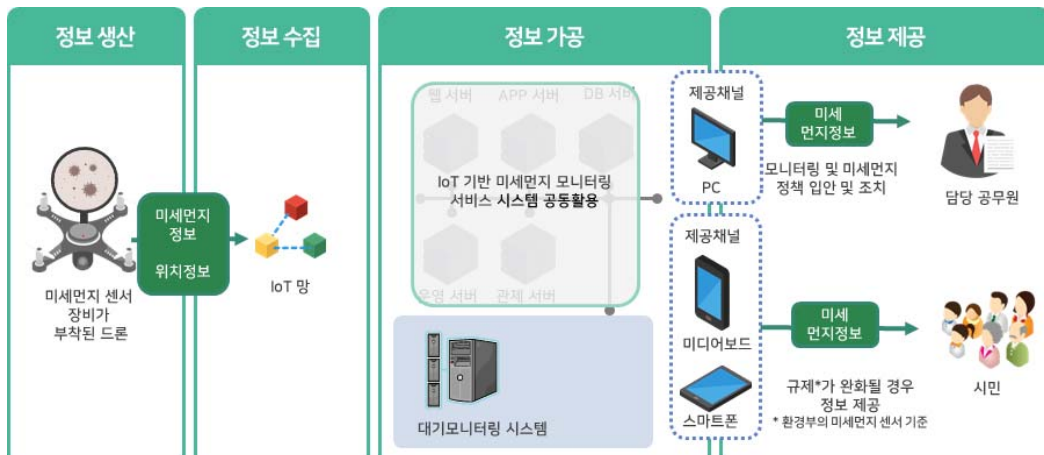 정보 생산
정보 수집
정보 가공
정보 제공
미세먼지 센서
장비가
부착된 드론
미세먼지
정보
위치정보
IoT 망
웹 서버
APP 서버
DB 서버
IoT 기반 미세먼지 모니터링
서비스 시스템 공동활용
운영 서버
관제 서버
대기모니터링 시스템
제공채널
PC
제공채널
미디어보드
스마트폰
미세
먼지정보
모니터링 및 미세먼지
정책 입안 및 조치
담당 공무원
미세
먼지정보
규제*가 완화될 경우
정보 제공
* 환경부의 미세먼지 센서 기준
시민